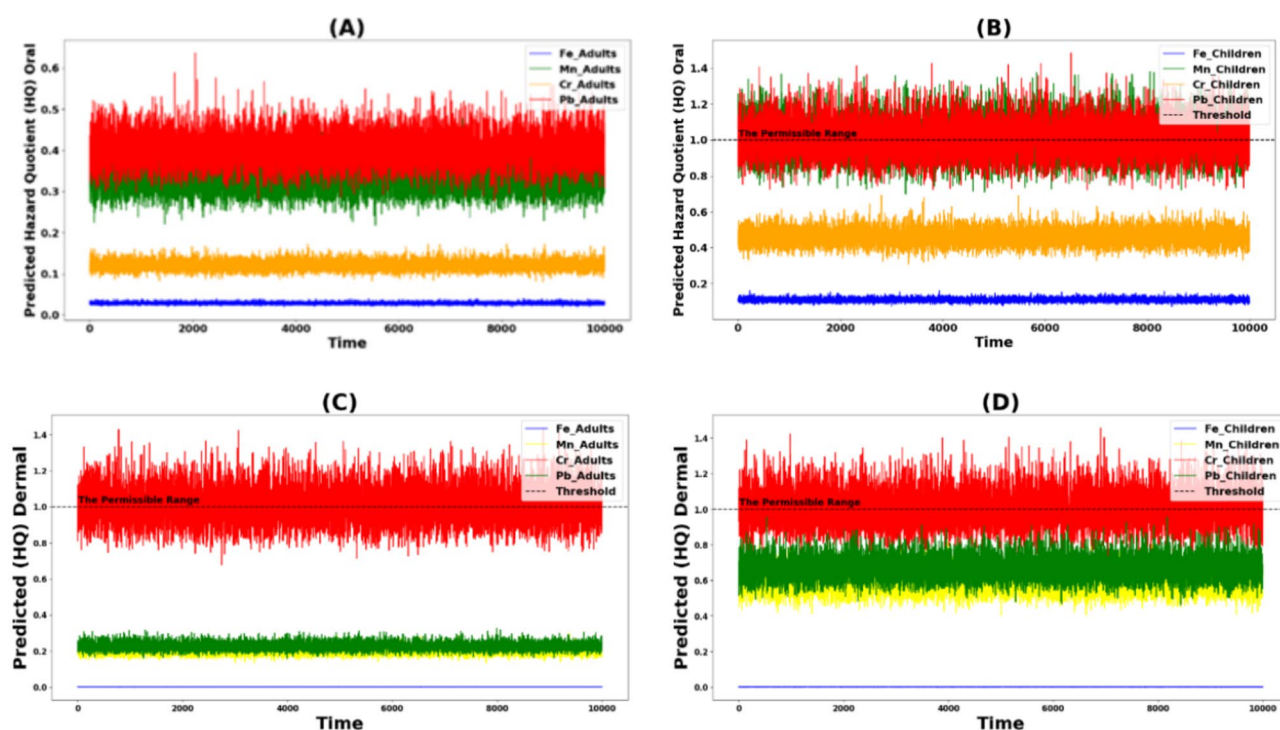 (A)
Predicted Hazard Quotient (HQ) Oral
0.6
0.5
0.4
0.3
0.2
0.1
0.0
Fe_Adults
Mn_Adults
Cr_Adults
Pb_Adults
0 2000 4000 6000 8000 10000
Time
(B)
Predicted Hazard Quotient (HQ) Oral
1.4
1.2
1.0
0.8
0.6
0.4
0.2
Fe_Children
Mn_Children
Cr_Children
Pb_Children
Threshold
The Permissible Range
0 2000 4000 6000 8000 10000
Time
(C)
Predicted (HQ) Dermal
1.4
1.2
1.0
0.8
0.6
0.4
0.2
0.0
Fe_Adults
Mn_Adults
Cr_Adults
Pb_Adults
Threshold
The Permissible Range
0 2000 4000 6000 8000 10000
Time
(D)
Predicted (HQ) Dermal
1.4
1.2
1.0
0.8
0.6
0.4
0.2
0.0
Fe_Children
Mn_Children
Cr_Children
Pb_Children
Threshold
The Permissible Range
0 2000 4000 6000 8000 10000
Time